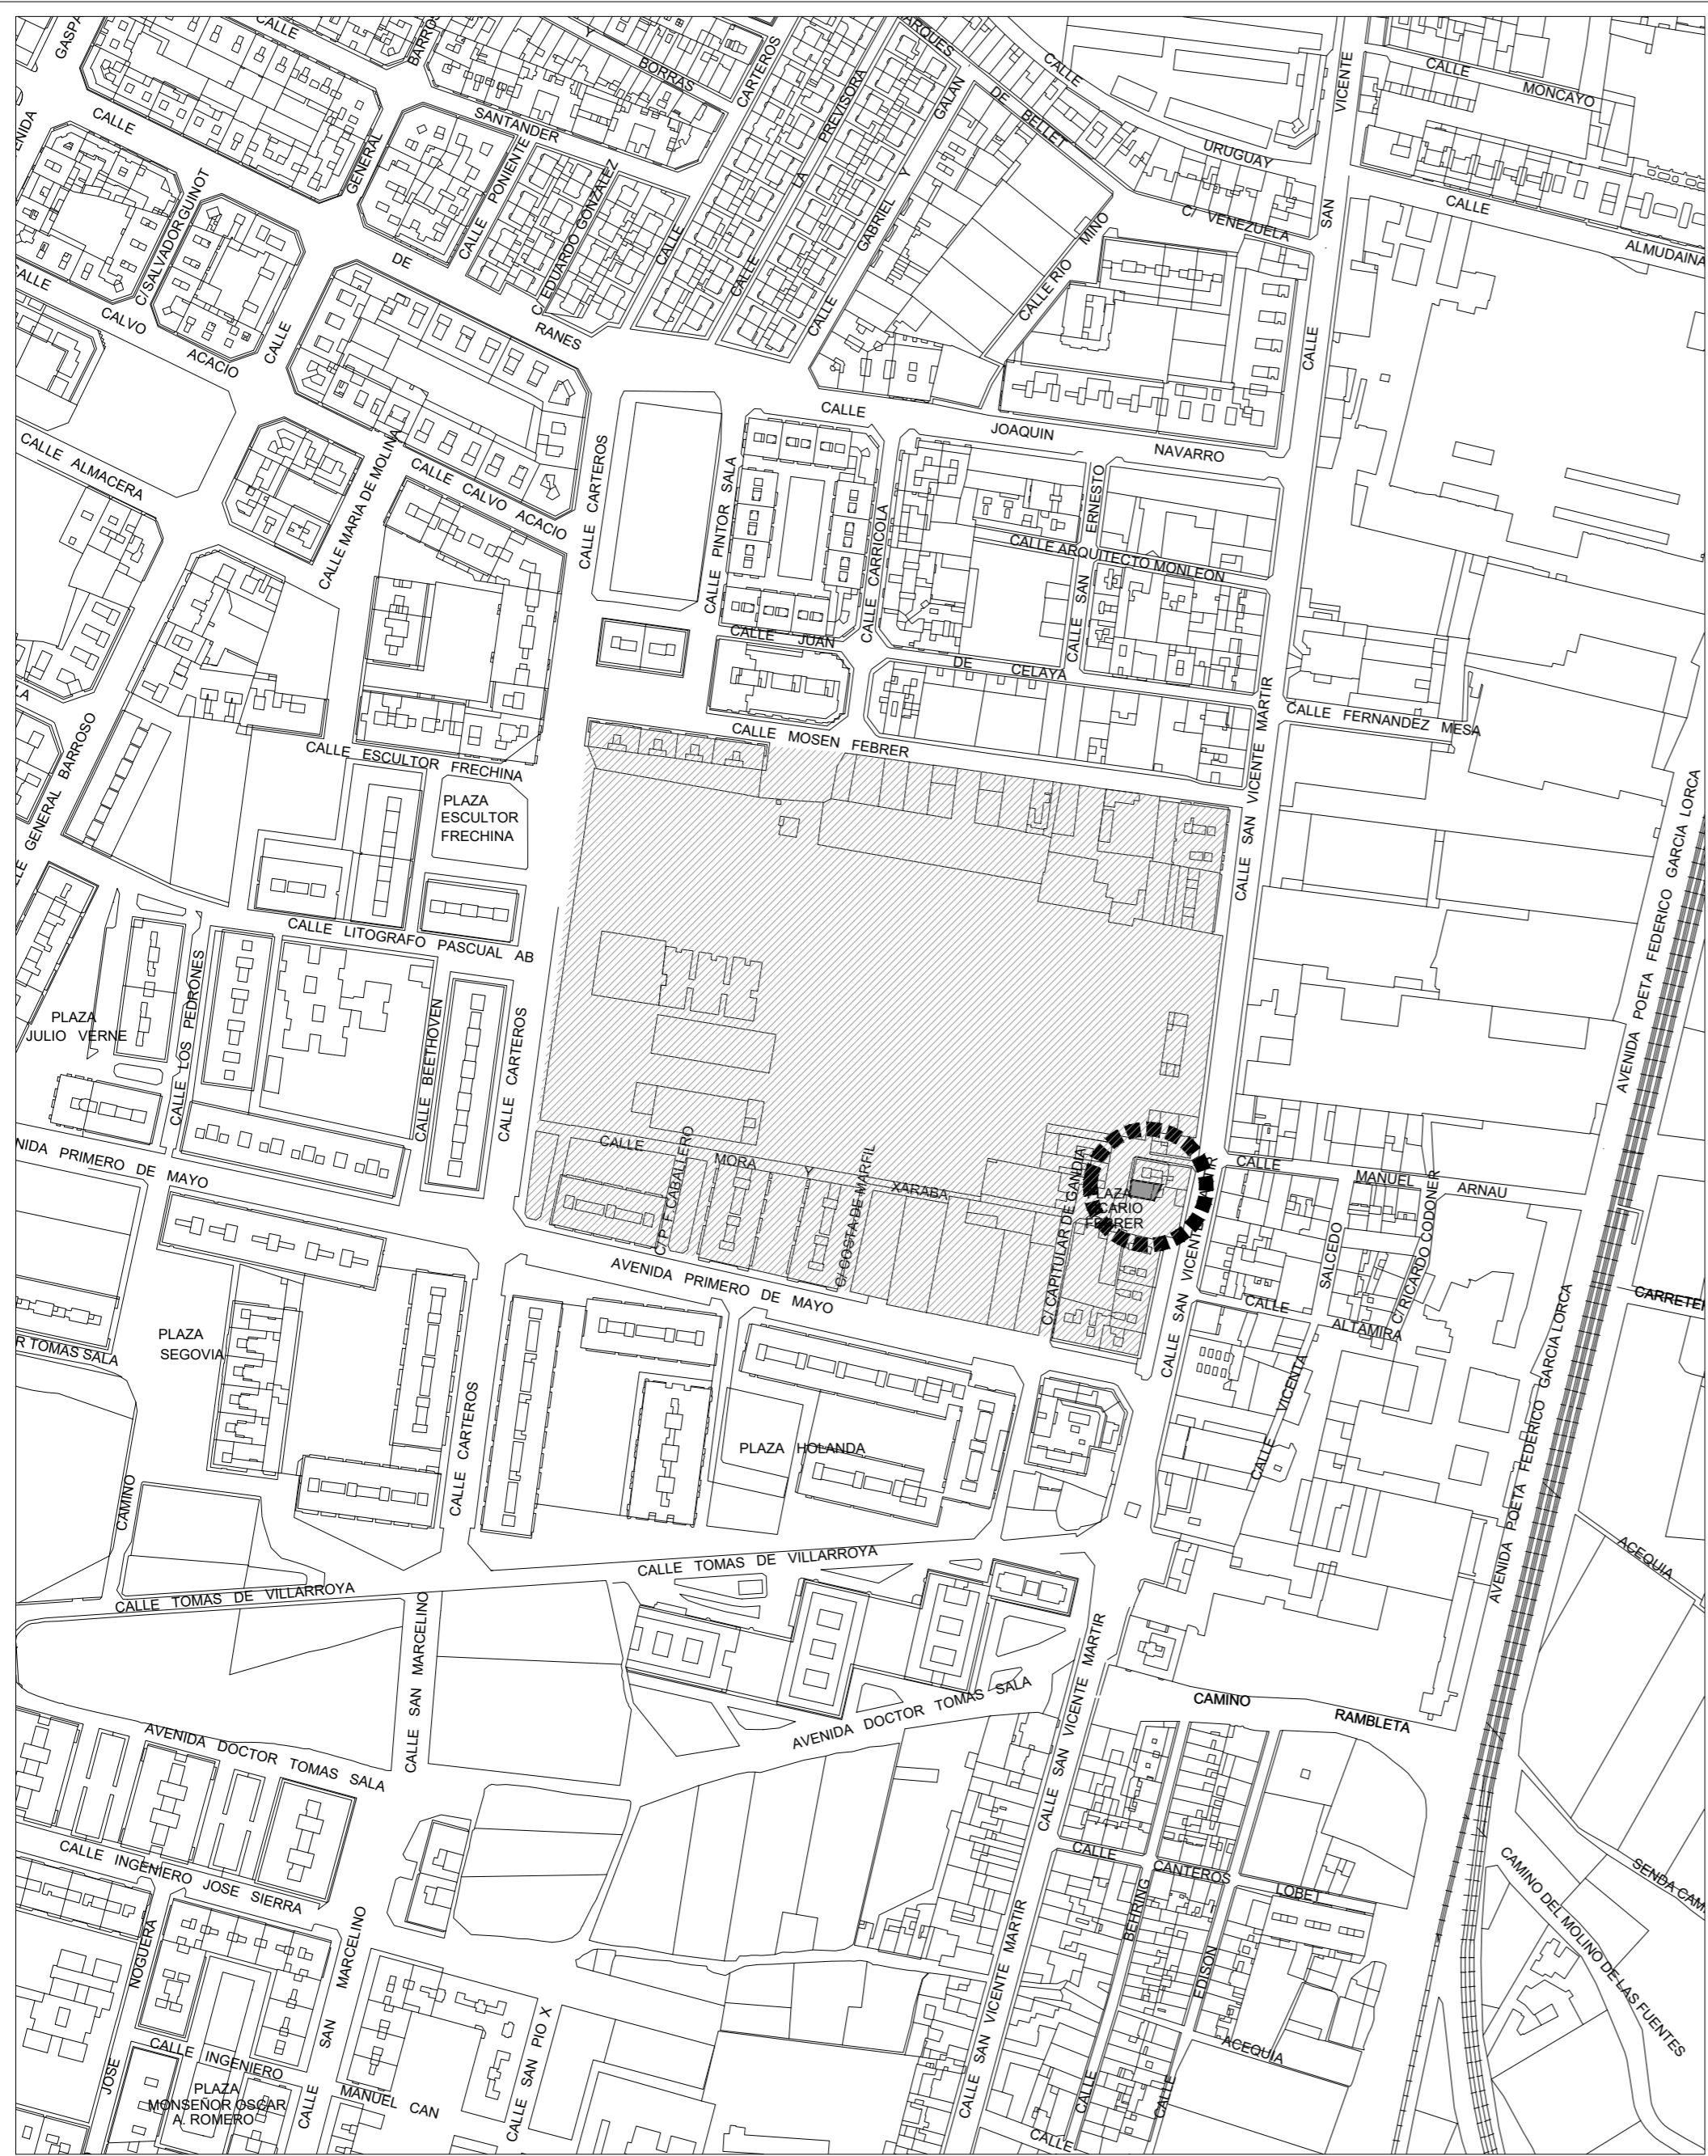 CALLE
BORRAS
CARTEROS
CALLE
SAN VICENTE
CALLE
MONCAYO
SANTANDER
LA PREVISORA
GABRIEL Y GALAN
DE BELLET
URUGUAY
CALLE
GENERAL
CALLE PONIENTE
C. EDUARDO GONZALEZ
C/ VENEZUELA
CALLE
ALMUDAINA
C/ SALVADOR GUINOT
DE
CALLE
CALLE
CALLE RIO MIÑO
CALLE
CALVO
ACACIO
CALLE
RANES
CALLE
CALLE
CALLE
JOAQUIN
NAVARRO
CALLE ALMACERA
CALLE MARIA DE MOLINA
CALLE CALVO ACACIO
CALLE CARTEROS
CALLE PINTOR SALA
CALLE CARRICOLA
CALLE SAN ERNESTO
CALLE ARQUITECTO MONLEON
CALLE JUAN
DE CELAYA
CALLE FERNANDEZ MESA
CALLE MOSEN FEBRER
GENERAL BARROSO
CALLE ESCULTOR FRECHINA
PLAZA
ESCULTOR
FRECHINA
CALLE SAN VICENTE MARTIR
AVENIDA POETA FEDERICO GARCIA LORCA
CALLE LITOGRAFO PASCUAL AB
PLAZA
JULIO VERNE
CALLE LOS PEDRONES
CALLE BEETHOVEN
CALLE CARTEROS
NIDA PRIMERO DE MAYO
CALLE
MORA
Y
XARABA
C/ P. F. CABALLERO
C/ COSTA DE MARFIL
C/ CAPITULAR DE GANDIA
FERRER
CALLE
MANUEL
ARNAU
AVENIDA PRIMERO DE MAYO
CALLE SAN VICENTE
SALCEDO
C/ RICARDO CODOÑER
CALLE
ALTAMIRA
CARRETE
PLAZA
SEGOVIA
R TOMAS SALA
CALLE CARTEROS
PLAZA HOLANDA
CALLE VICENTA
AVENIDA POETA FEDERICO GARCIA LORCA
CAMINO
CALLE TOMAS DE VILLARROYA
CALLE TOMAS DE VILLARROYA
ACEQUIA
CALLE SAN MARCELINO
CALLE SAN VICENTE MARTIR
AVENIDA DOCTOR TOMAS SALA
CAMINO
RAMBLETA
AVENIDA DOCTOR TOMAS SALA
CALLE INGENIERO JOSE SIERRA
CALLE
CANTEROS
LOBET
CAMINO DEL MOLINO DE LAS FUENTES
SENDA CAM
JOSE NOGUERA
CALLE SAN MARCELINO
CALLE SAN PIO X
CALLE SAN VICENTE MARTIR
CALLE BEHRING
CALLE EDISON
ACEQUIA
CALLE INGENIERO
MANUEL CAN
PLAZA
MONSEÑOR OSCAR
A. ROMERO
CALLE